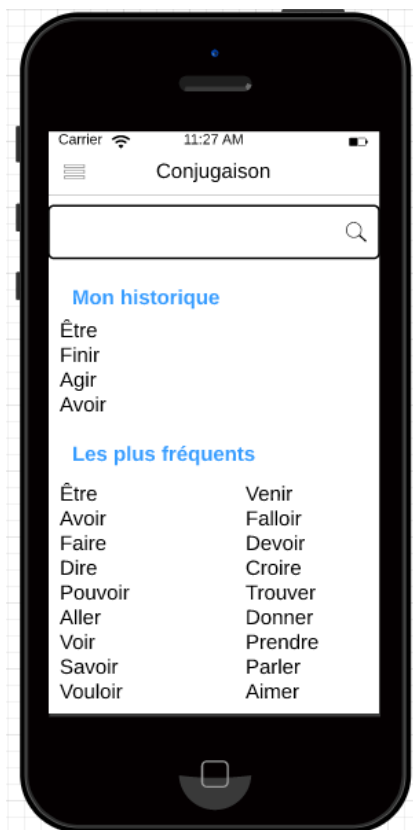 Carrier 11:27 AM
Conjugaison
Mon historique
Être
Finir
Agir
Avoir
Les plus fréquents
Être
Avoir
Faire
Dire
Pouvoir
Aller
Voir
Savoir
Vouloir
Venir
Falloir
Devoir
Croire
Trouver
Donner
Prendre
Parler
Aimer